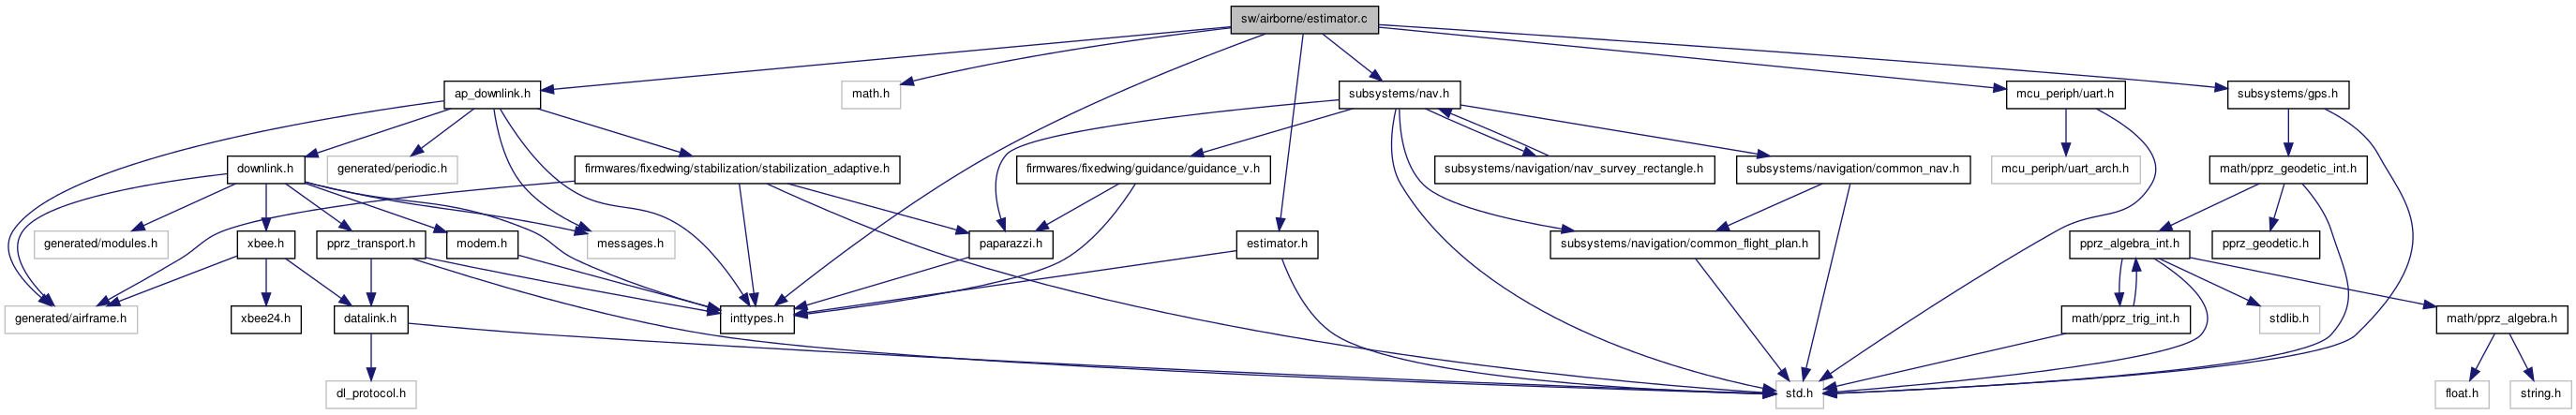 sw/airborne/estimator.c
ap_downlink.h
math.h
subsystems/nav.h
mcu_periph/uart.h
subsystems/gps.h
downlink.h
generated/periodic.h
firmwares/fixedwing/stabilization/stabilization_adaptive.h
firmwares/fixedwing/guidance/guidance_v.h
subsystems/navigation/nav_survey_rectangle.h
subsystems/navigation/common_nav.h
mcu_periph/uart_arch.h
math/pprz_geodetic_int.h
generated/modules.h
xbee.h
pprz_transport.h
modem.h
messages.h
paparazzi.h
estimator.h
subsystems/navigation/common_flight_plan.h
pprz_algebra_int.h
pprz_geodetic.h
generated/airframe.h
xbee24.h
datalink.h
inttypes.h
math/pprz_trig_int.h
stdlib.h
math/pprz_algebra.h
dl_protocol.h
std.h
float.h
string.h